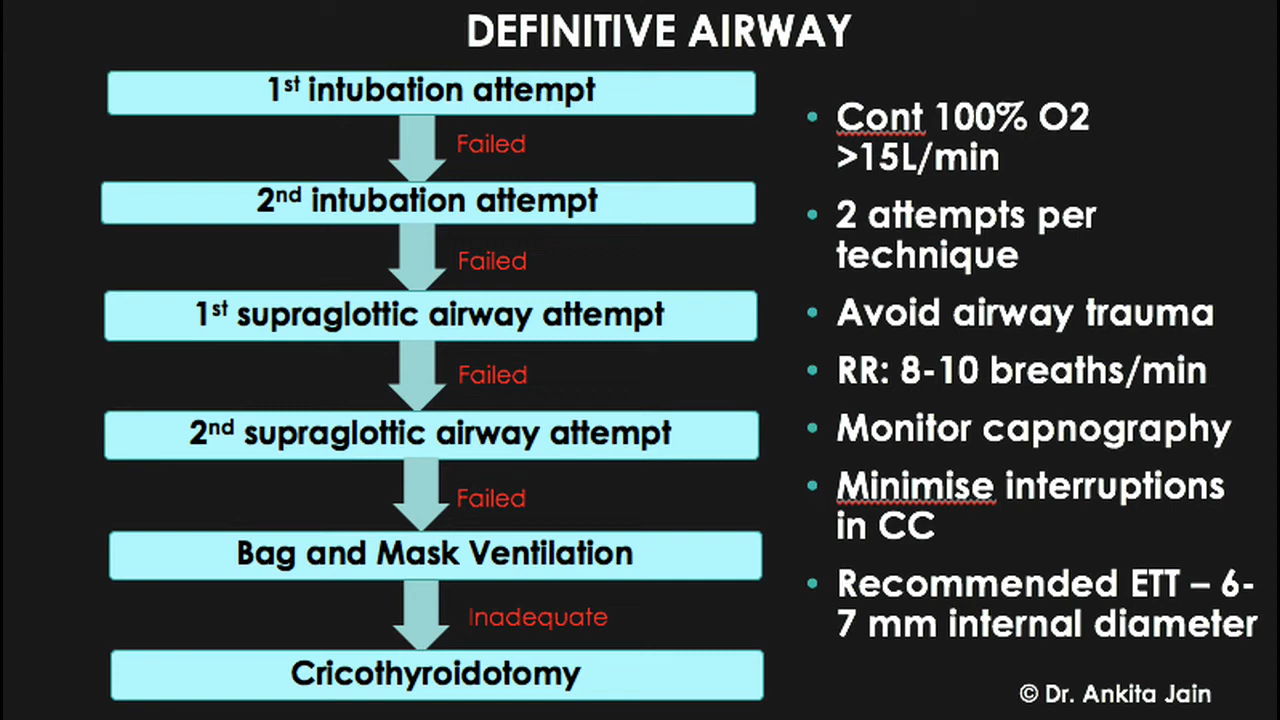 DEFINITIVE AIRWAY
1st intubation attempt
Failed
2nd intubation attempt
Failed
1st supraglottic airway attempt
Failed
2nd supraglottic airway attempt
Failed
Bag and Mask Ventilation
Inadequate
Cricothyroidotomy
• Cont 100% O2
>15L/min
• 2 attempts per
technique
• Avoid airway trauma
• RR: 8-10 breaths/min
• Monitor capnography
• Minimise interruptions
in CC
• Recommended ETT – 6-
7 mm internal diameter
© Dr. Ankita Jain